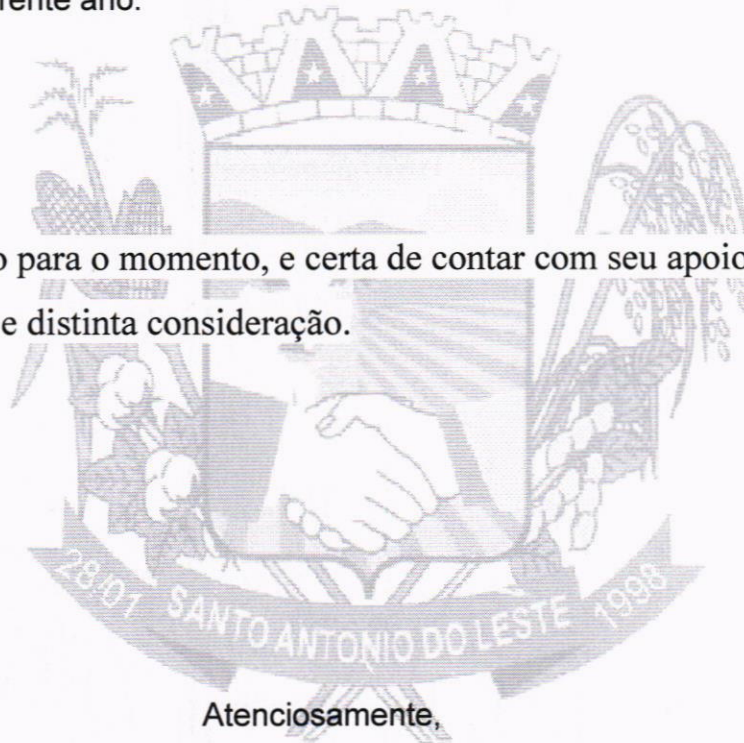 rente ano.
o para o momento, e certa de contar com seu apoio
e distinta consideração.
28/01 SANTO ANTONIO DO LESTE 1998
Atenciosamente,